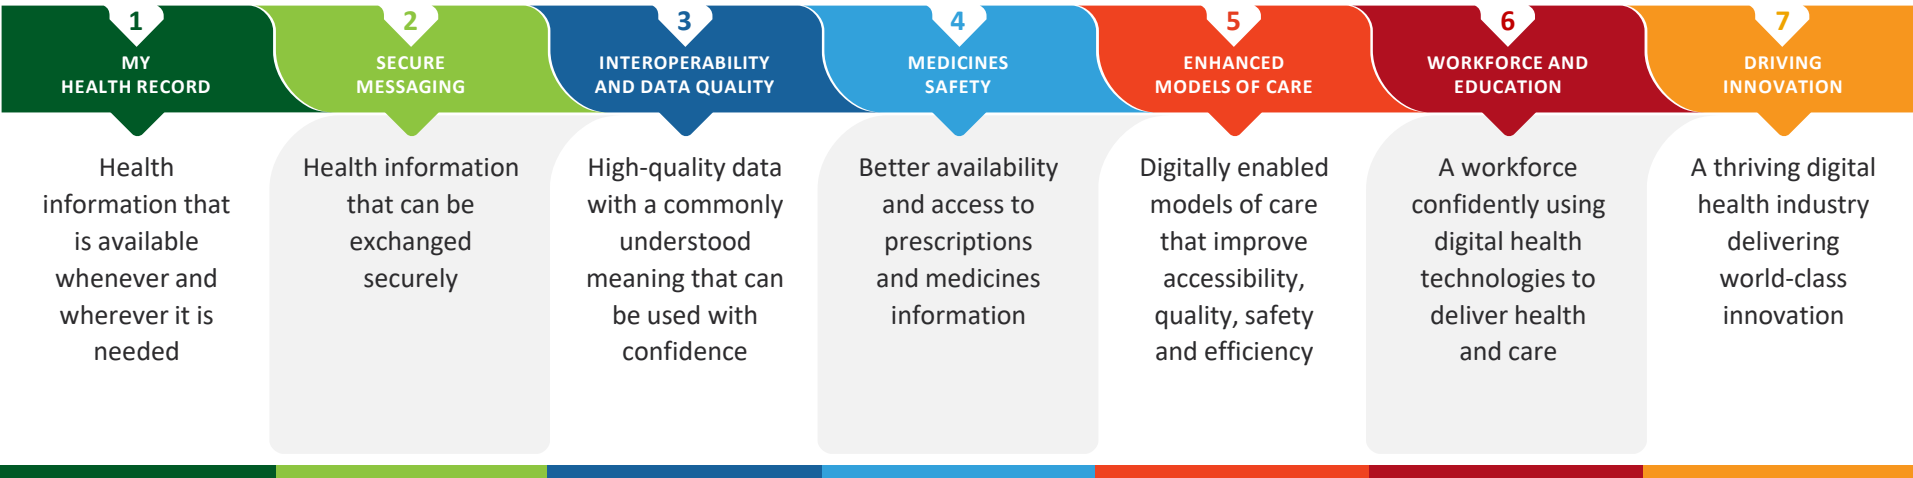 1
MY
HEALTH RECORD
Health
information that
is available
whenever and
wherever it is
needed
2
SECURE
MESSAGING
Health information
that can be
exchanged
securely
3
INTEROPERABILITY
AND DATA QUALITY
High-quality data
with a commonly
understood
meaning that can
be used with
confidence
4
MEDICINES
SAFETY
Better availability
and access to
prescriptions
and medicines
information
5
ENHANCED
MODELS OF CARE
Digitally enabled
models of care
that improve
accessibility,
quality, safety
and efficiency
6
WORKFORCE AND
EDUCATION
A workforce
confidently using
digital health
technologies to
deliver health
and care
7
DRIVING
INNOVATION
A thriving digital
health industry
delivering
world-class
innovation